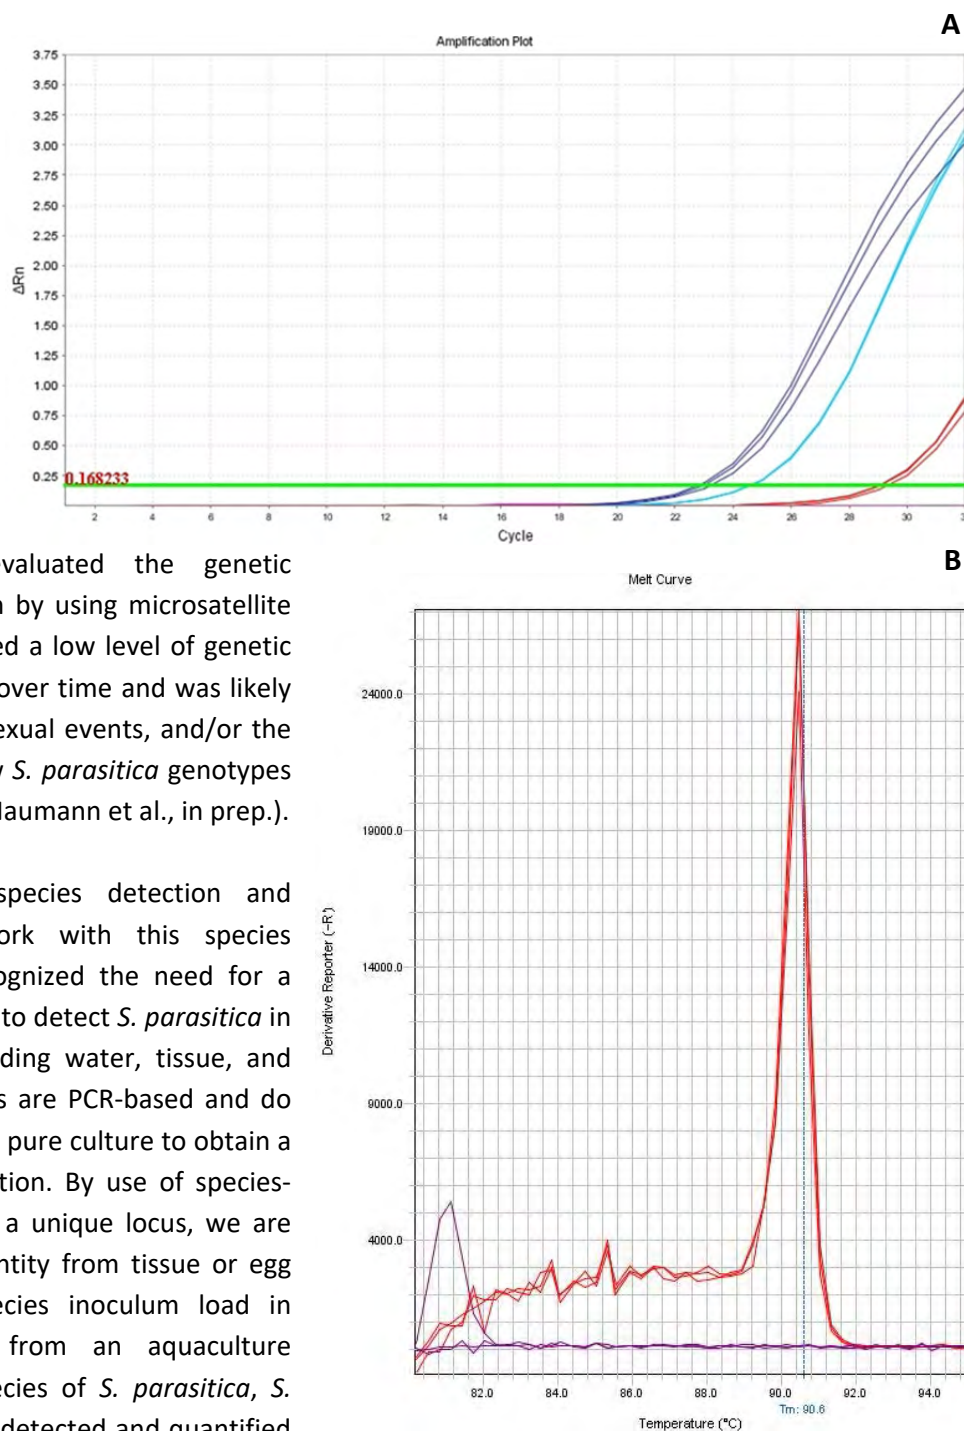 A
Amplification Plot
3.75
3.50
3.25
3.00
2.75
2.50
2.25
2.00
1.75
1.50
1.25
1.00
0.75
0.50
0.25
ΔRn
0.168233
2 4 6 8 10 12 14 16 18 20 22 24 26 28 30
Cycle
valuated the genetic
by using microsatellite
ed a low level of genetic
over time and was likely
exual events, and/or the
S. parasitica genotypes
aumann et al., in prep.).
species detection and
ork with this species
ognized the need for a
to detect S. parasitica in
ding water, tissue, and
s are PCR-based and do
pure culture to obtain a
tion. By use of species-
a unique locus, we are
ntity from tissue or egg
ecies inoculum load in
from an aquaculture
ecies of S. parasitica, S.
detected and quantified
B
Melt Curve
24000.0
19000.0
14000.0
9000.0
4000.0
Derivative Reporter (-R')
82.0 84.0 86.0 88.0 90.0 92.0 94.0
Tm: 90.6
Temperature (°C)